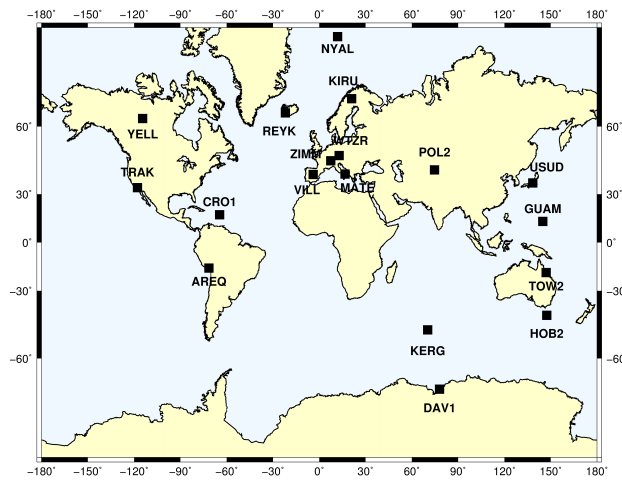 −180° −150° −120° −90° −60° −30° 0° 30° 60° 90° 120° 150° 180°
NYAL
KIRU
REYK
60° YELL 60°
WTZR
ZIMM POL2
TRAK USUD
VILL MATE
30° 30°
CRO1 GUAM
0° 0°
AREQ TOW2
−30° −30°
HOB2
KERG
−60° −60°
DAV1
−180° −150° −120° −90° −60° −30° 0° 30° 60° 90° 120° 150° 180°